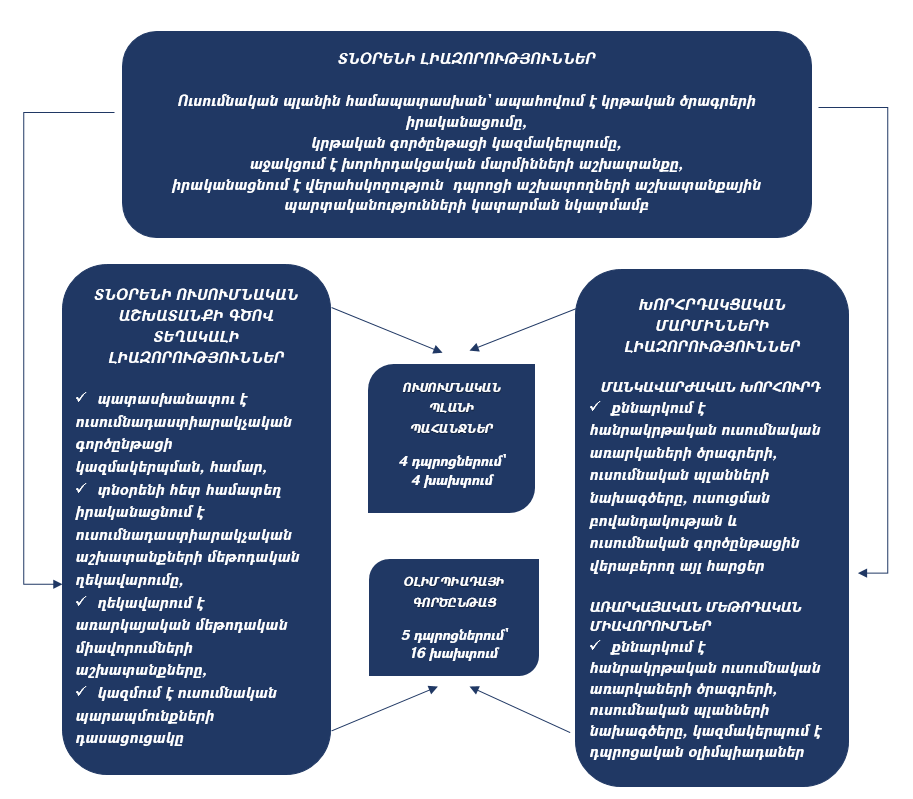 ՏՆՕՐԵՆԻ ԼԻԱԶՈՐՈՒԹՅՈՒՆՆԵՐ
Ուսումնական պլանին համապատասխան՝ ապահովում է կրթական ծրագրերի
իրականացումը,
կրթական գործընթացի կազմակերպումը,
աջակցում է խորհրդակցական մարմինների աշխատանքը,
իրականացնում է վերահսկողություն դպրոցի աշխատողների աշխատանքային
պարտականությունների կատարման նկատմամբ
ՏՆՕՐԵՆԻ ՈՒՍՈՒՄՆԱԿԱՆ
ԱՇԽԱՏԱՆՔԻ ԳԾՈՎ
ՏԵՂԱԿԱԼԻ
ԼԻԱԶՈՐՈՒԹՅՈՒՆՆԵՐ
✓ պատասխանատու է
ուսումնադաստիարակչական
գործընթացի
կազմակերպման, համար,
✓ տնօրենի հետ համատեղ
իրականացնում է
ուսումնադաստիարակչական
աշխատանքների մեթոդական
ղեկավարումը,
✓ ղեկավարում է
առարկայական մեթոդական
միավորումների
աշխատանքները,
✓ կազմում է ուսումնական
պարապմունքների
դասացուցակը
ՈՒՍՈՒՄՆԱԿԱՆ
ՊԼԱՆԻ
ՊԱՀԱՆՋՆԵՐ
4 դպրոցներում՝
4 խախտում
ՕԼԻՄՊԻԱԴԱՅԻ
ԳՈՐԾԸՆԹԱՑ
5 դպրոցներում՝
16 խախտում
ԽՈՐՀՐԴԱԿՑԱԿԱՆ
ՄԱՐՄԻՆՆԵՐԻ
ԼԻԱԶՈՐՈՒԹՅՈՒՆՆԵՐ
ՄԱՆԿԱՎԱՐԺԱԿԱՆ ԽՈՐՀՈՒՐԴ
✓ քննարկում է
հանրակրթական ուսումնական
առարկաների ծրագրերի,
ուսումնական պլանների
նախագծերը, ուսուցման
բովանդակության և
ուսումնական գործընթացին
վերաբերող այլ հարցեր
ԱՌԱՐԿԱՅԱԿԱՆ ՄԵԹՈԴԱԿԱՆ
ՄԻԱՎՈՐՈՒՄՆԵՐ
✓ քննարկում է
հանրակրթական ուսումնական
առարկաների ծրագրերի,
ուսումնական պլանների
նախագծերը, կազմակերպում է
դպրոցական օլիմպիադաներ